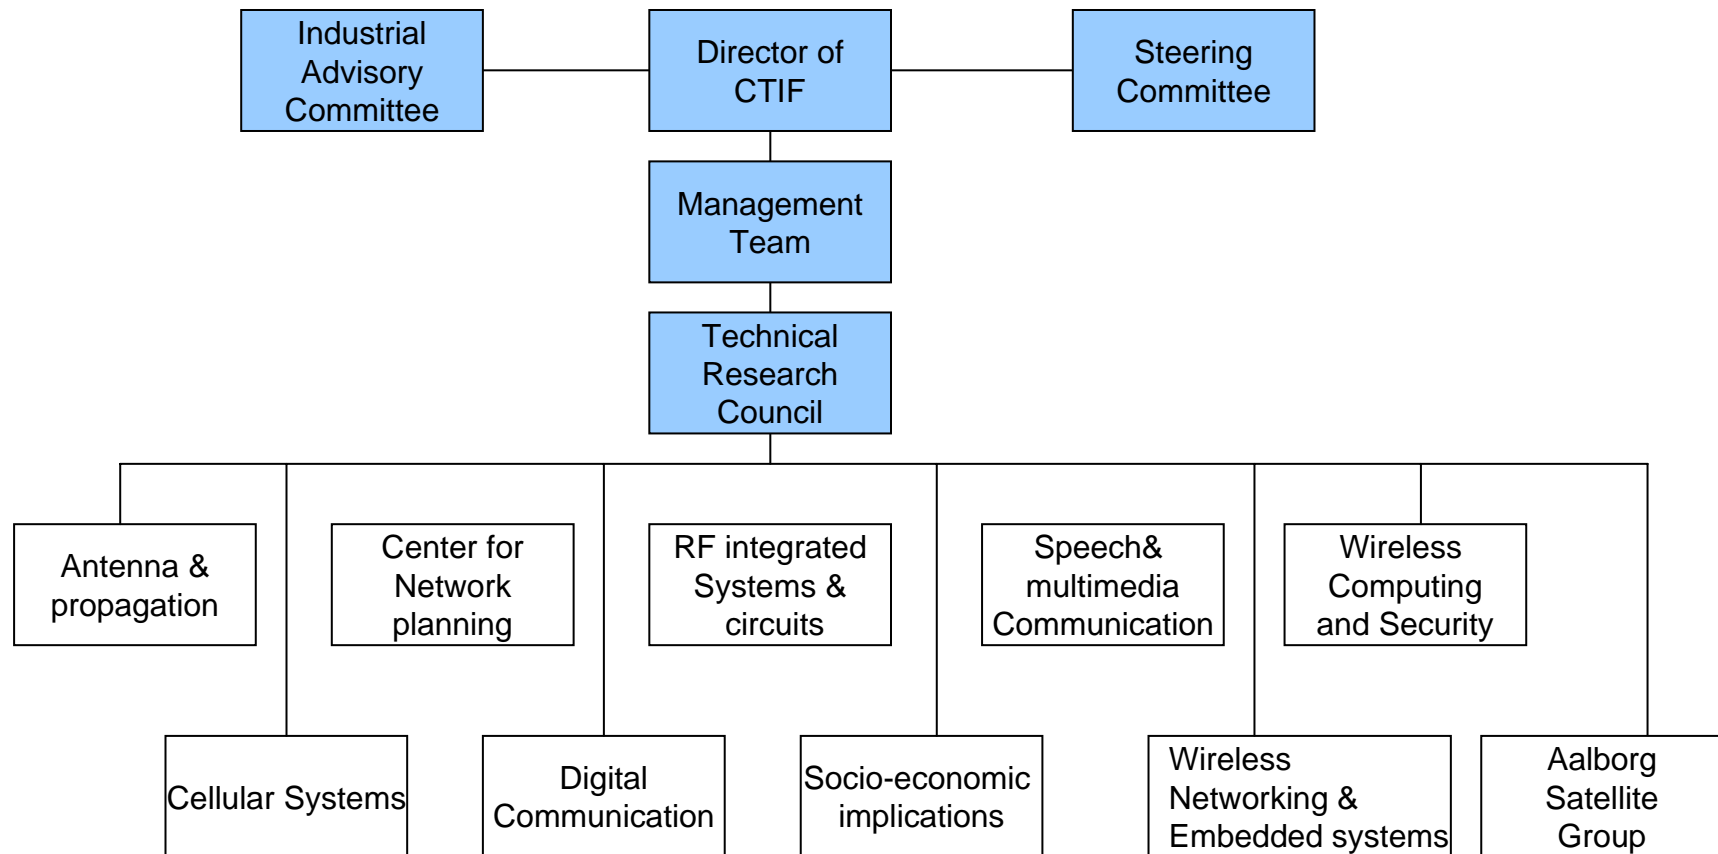 Industrial
Advisory
Committee
Director of
CTIF
Steering
Committee
Management
Team
Technical
Research
Council
Antenna &
propagation
Center for
Network
planning
RF integrated
Systems &
circuits
Speech&
multimedia
Communication
Wireless
Computing
and Security
Cellular Systems
Digital
Communication
Socio-economic
implications
Wireless
Networking &
Embedded systems
Aalborg
Satellite
Group